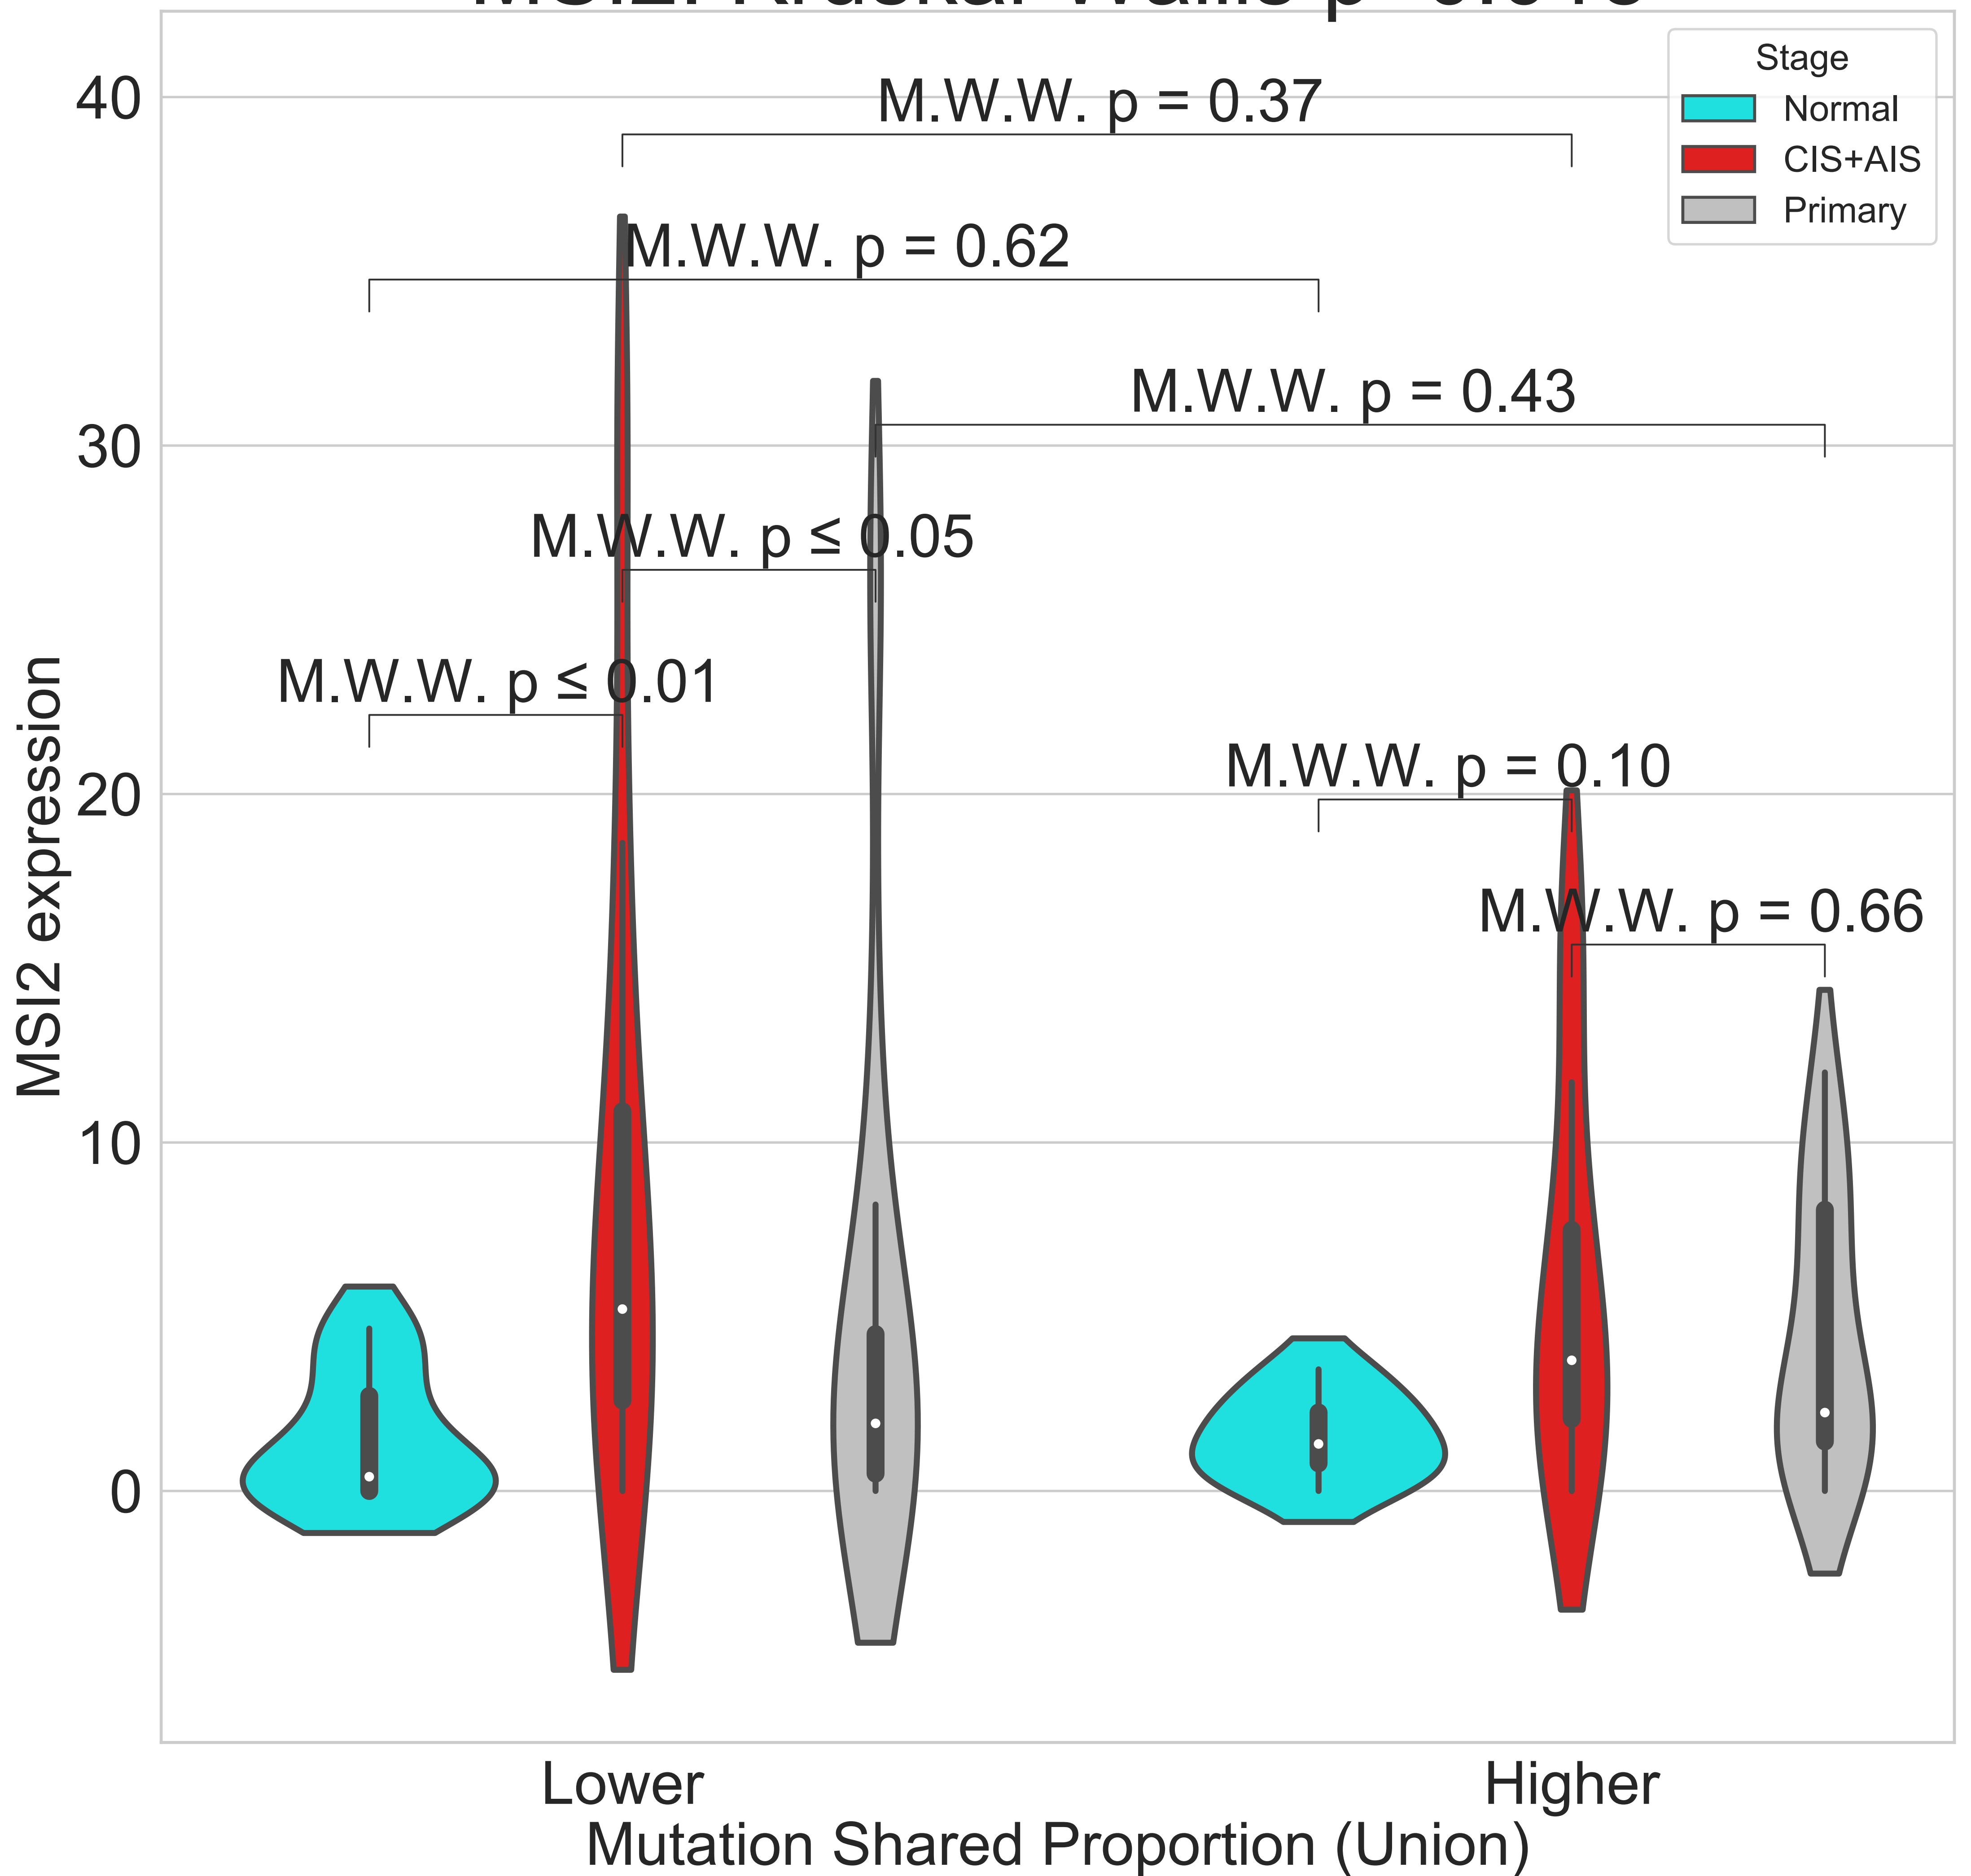 Stage
Normal
CIS+AIS
Primary
M.W.W. p = 0.37
M.W.W. p = 0.62
M.W.W. p = 0.43
M.W.W. p ≤ 0.05
M.W.W. p ≤ 0.01
M.W.W. p = 0.10
M.W.W. p = 0.66
40
30
20
10
0
MSI2 expression
Lower
Higher
Mutation Shared Proportion (Union)